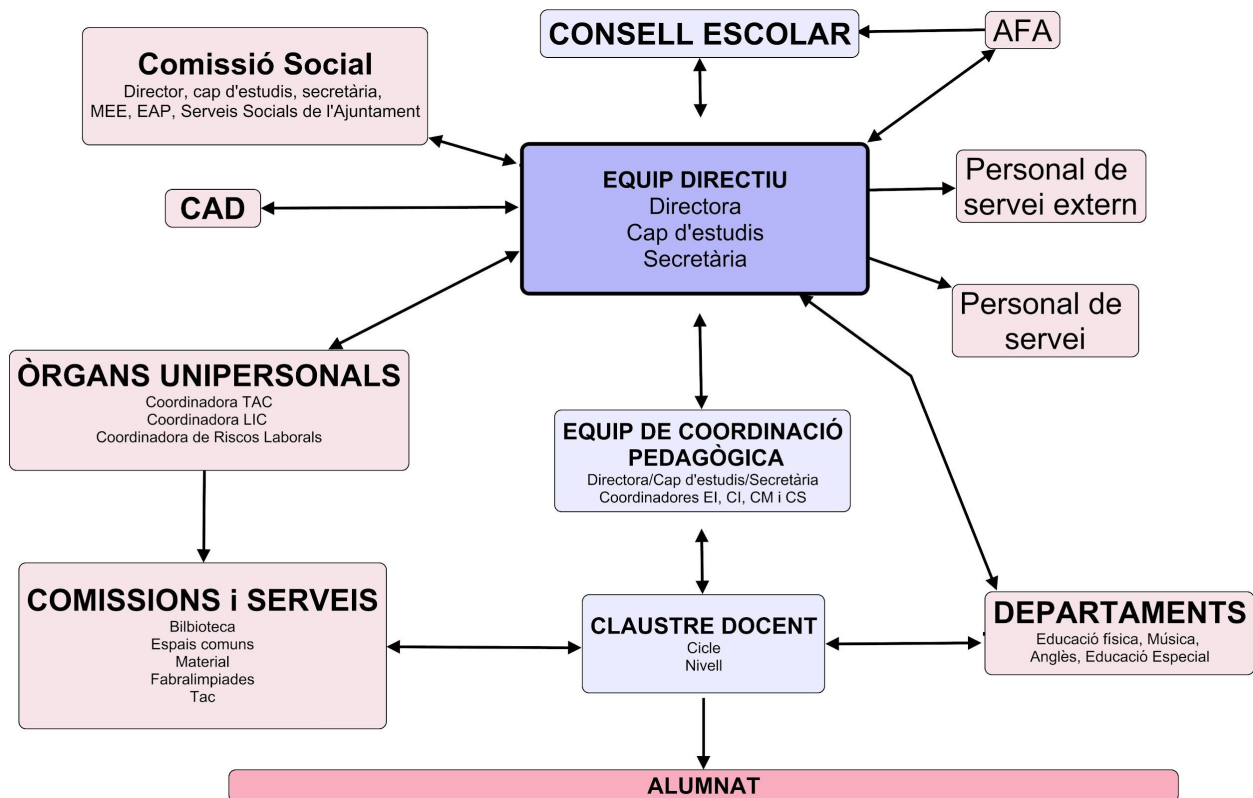 CONSELL ESCOLAR
AFA
Comissió Social
Director, cap d'estudis, secretària,
MEE, EAP, Serveis Socials de l'Ajuntament
EQUIP DIRECTIU
Directora
Cap d'estudis
Secretària
Personal de
servei extern
CAD
Personal de
servei
ÒRGANS UNIPERSONALS
Coordinadora TAC
Coordinadora LIC
Coordinadora de Riscos Laborals
EQUIP DE COORDINACIÓ
PEDAGÒGICA
Directora/Cap d'estudis/Secretària
Coordinadores EI, CI, CM i CS
COMISSIONS i SERVEIS
Bilbioteca
Espais comuns
Material
Fabralimpiades
Tac
CLAUSTRE DOCENT
Cicle
Nivell
DEPARTAMENTS
Educació física, Música,
Anglès, Educació Especial
ALUMNAT